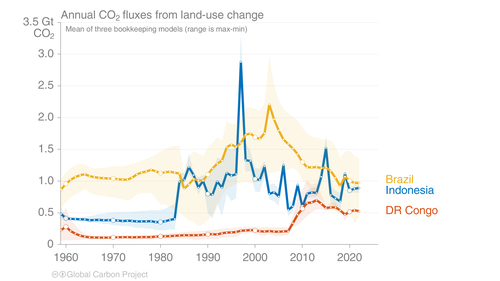 Annual CO₂ fluxes from land-use change
3.5 Gt
CO₂
Mean of three bookkeeping models (range is max-min)
3.0
2.5
2.0
1.5
1.0
0.5
0
1960
1970
1980
1990
2000
2010
2020
Brazil
Indonesia
DR Congo
Global Carbon Project